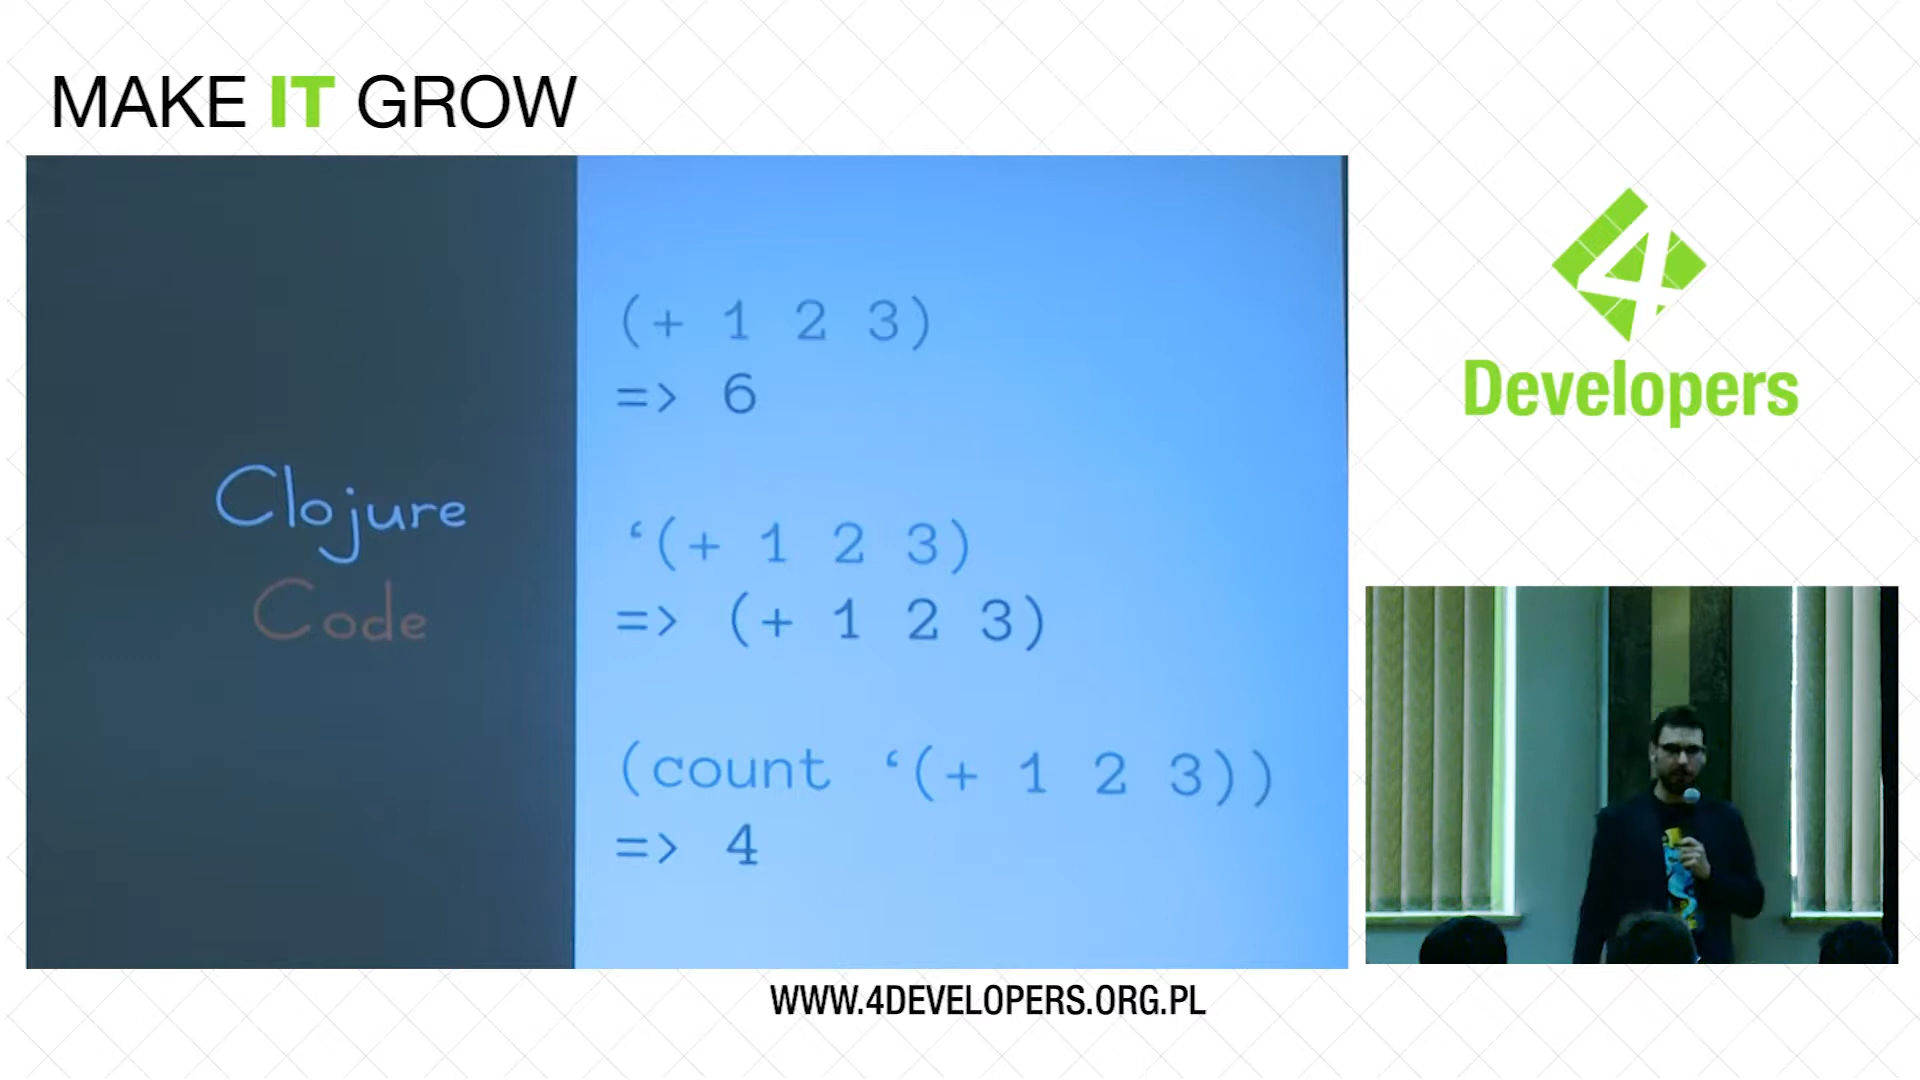 MAKE IT GROW
Clojure
Code
(+ 1 2 3)
=> 6
‘(+ 1 2 3)
=> (+ 1 2 3)
(count ‘(+ 1 2 3))
=> 4
4
Developers
WWW.4DEVELOPERS.ORG.PL